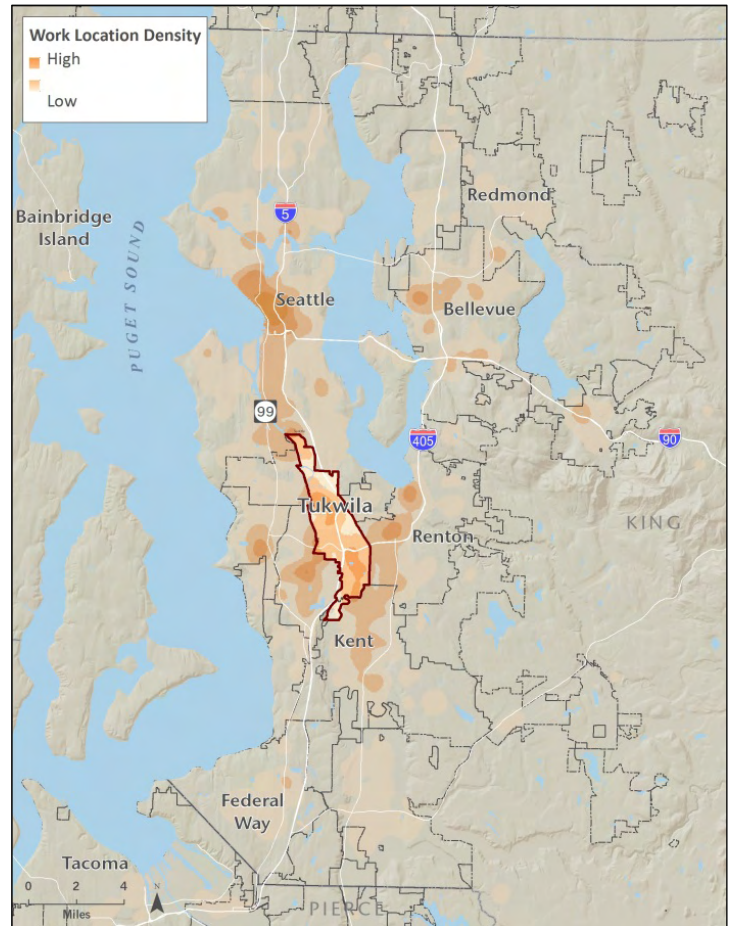 Work Location Density
High
Low
Redmond
Bainbridge
Island
5
PUGET SOUND
Seattle
Bellevue
99
405
90
Tukwila
KING
Renton
Kent
Federal
Way
Tacoma
0 2 4
N
Miles
PIERCE